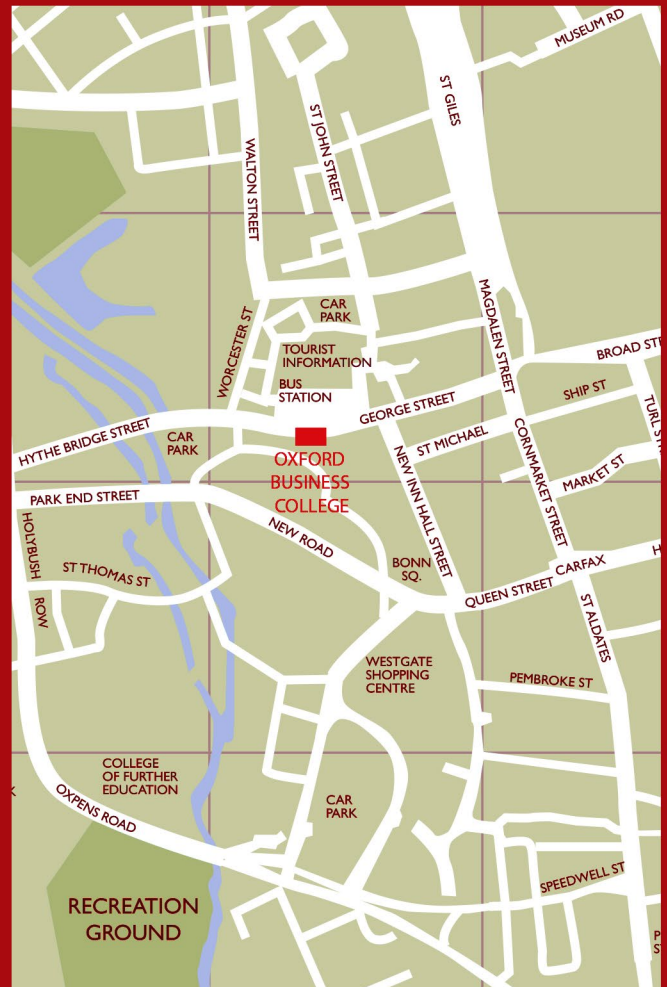 MUSEUM RD
ST GILES
ST JOHN STREET
WALTON STREET
MAGDALEN STREET
CAR
PARK
WORCESTER ST
TOURIST
INFORMATION
BUS
STATION
BROAD STR
SHIP ST
GEORGE STREET
TURL ST
HYTHE BRIDGE STREET
CAR
PARK
ST MICHAEL
CORNMARKET STREET
NEW INN HALL STREET
OXFORD
BUSINESS
COLLEGE
MARKET ST
PARK END STREET
NEW ROAD
HOLYBUSH
ROW
ST THOMAS ST
BONN
SQ.
CARFAX
H
QUEEN STREET
ST ALDATES
WESTGATE
SHOPPING
CENTRE
PEMBROKE ST
COLLEGE
OF FURTHER
EDUCATION
K
OXPENS ROAD
CAR
PARK
SPEEDWELL ST
RECREATION
GROUND
P
S